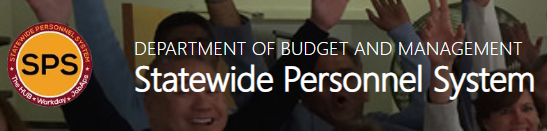 STATEWIDE PERSONNEL SYSTEM
SPS
The HUB • Workday • JobAps
DEPARTMENT OF BUDGET AND MANAGEMENT
Statewide Personnel System